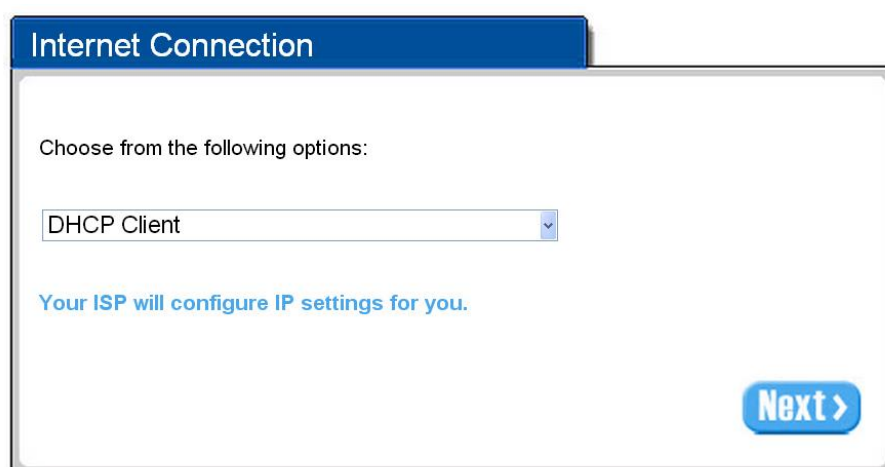 Internet Connection
Choose from the following options:
DHCP Client
Your ISP will configure IP settings for you.
Next